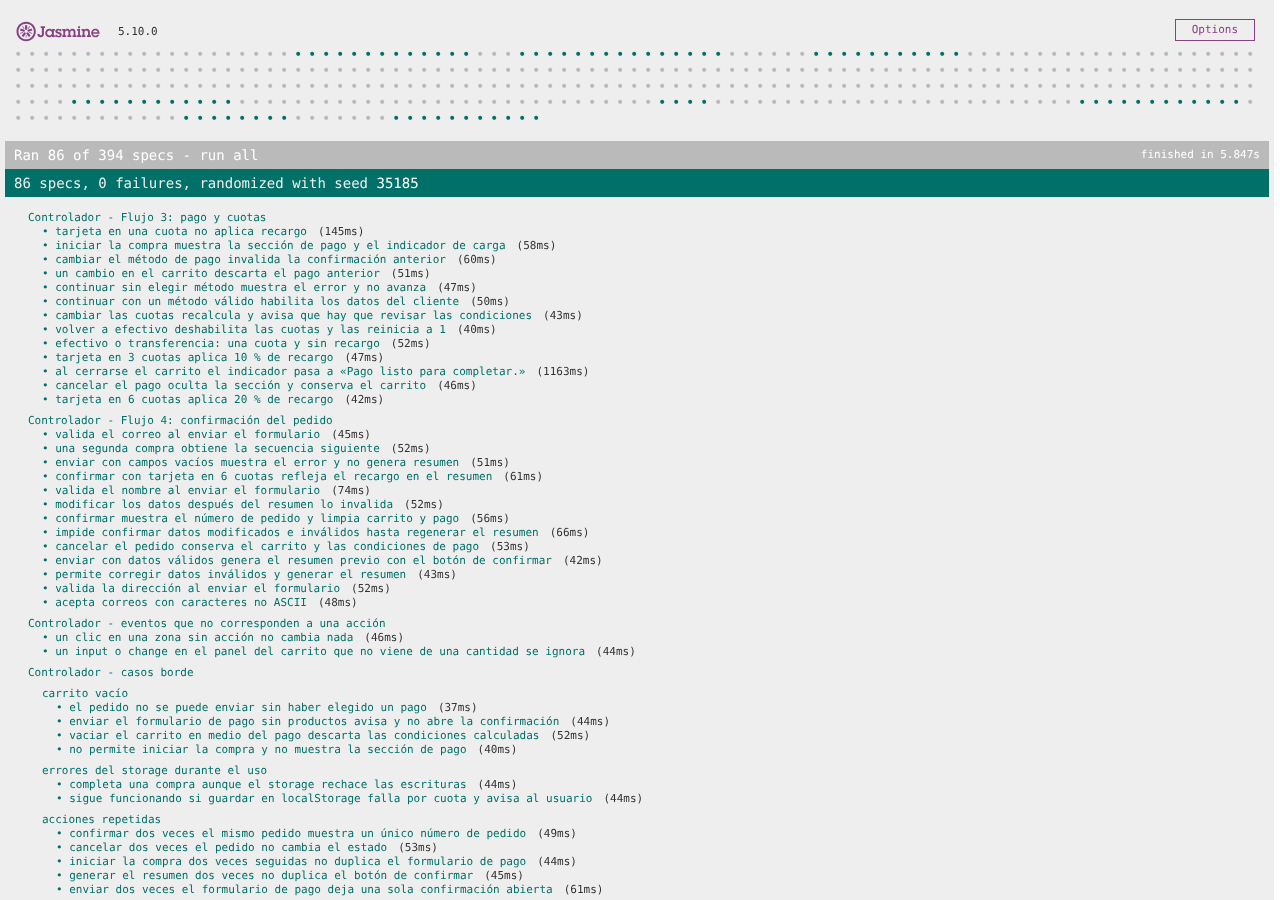 Jasmine 5.10.0 Options
Ran 86 of 394 specs - run all finished in 5.847s
86 specs, 0 failures, randomized with seed 35185
Controlador - Flujo 3: pago y cuotas
• tarjeta en una cuota no aplica recargo (145ms)
• iniciar la compra muestra la sección de pago y el indicador de carga (58ms)
• cambiar el método de pago invalida la confirmación anterior (60ms)
• un cambio en el carrito descarta el pago anterior (51ms)
• continuar sin elegir método muestra el error y no avanza (47ms)
• continuar con un método válido habilita los datos del cliente (50ms)
• cambiar las cuotas recalcula y avisa que hay que revisar las condiciones (43ms)
• volver a efectivo deshabilita las cuotas y las reinicia a 1 (40ms)
• efectivo o transferencia: una cuota y sin recargo (52ms)
• tarjeta en 3 cuotas aplica 10 % de recargo (47ms)
• al cerrarse el carrito el indicador pasa a «Pago listo para completar.» (1163ms)
• cancelar el pago oculta la sección y conserva el carrito (46ms)
• tarjeta en 6 cuotas aplica 20 % de recargo (42ms)
Controlador - Flujo 4: confirmación del pedido
• valida el correo al enviar el formulario (45ms)
• una segunda compra obtiene la secuencia siguiente (52ms)
• enviar con campos vacíos muestra el error y no genera resumen (51ms)
• confirmar con tarjeta en 6 cuotas refleja el recargo en el resumen (61ms)
• valida el nombre al enviar el formulario (74ms)
• modificar los datos después del resumen lo invalida (52ms)
• confirmar muestra el número de pedido y limpia carrito y pago (56ms)
• impide confirmar datos modificados e inválidos hasta regenerar el resumen (66ms)
• cancelar el pedido conserva el carrito y las condiciones de pago (53ms)
• enviar con datos válidos genera el resumen previo con el botón de confirmar (42ms)
• permite corregir datos inválidos y generar el resumen (43ms)
• valida la dirección al enviar el formulario (52ms)
• acepta correos con caracteres no ASCII (48ms)
Controlador - eventos que no corresponden a una acción
• un clic en una zona sin acción no cambia nada (46ms)
• un input o change en el panel del carrito que no viene de una cantidad se ignora (44ms)
Controlador - casos borde
carrito vacío
• el pedido no se puede enviar sin haber elegido un pago (37ms)
• enviar el formulario de pago sin productos avisa y no abre la confirmación (44ms)
• vaciar el carrito en medio del pago descarta las condiciones calculadas (52ms)
• no permite iniciar la compra y no muestra la sección de pago (40ms)
errores del storage durante el uso
• completa una compra aunque el storage rechace las escrituras (44ms)
• sigue funcionando si guardar en localStorage falla por cuota y avisa al usuario (44ms)
acciones repetidas
• confirmar dos veces el mismo pedido muestra un único número de pedido (49ms)
• cancelar dos veces el pedido no cambia el estado (53ms)
• iniciar la compra dos veces seguidas no duplica el formulario de pago (44ms)
• generar el resumen dos veces no duplica el botón de confirmar (45ms)
• enviar dos veces el formulario de pago deja una sola confirmación abierta (61ms)